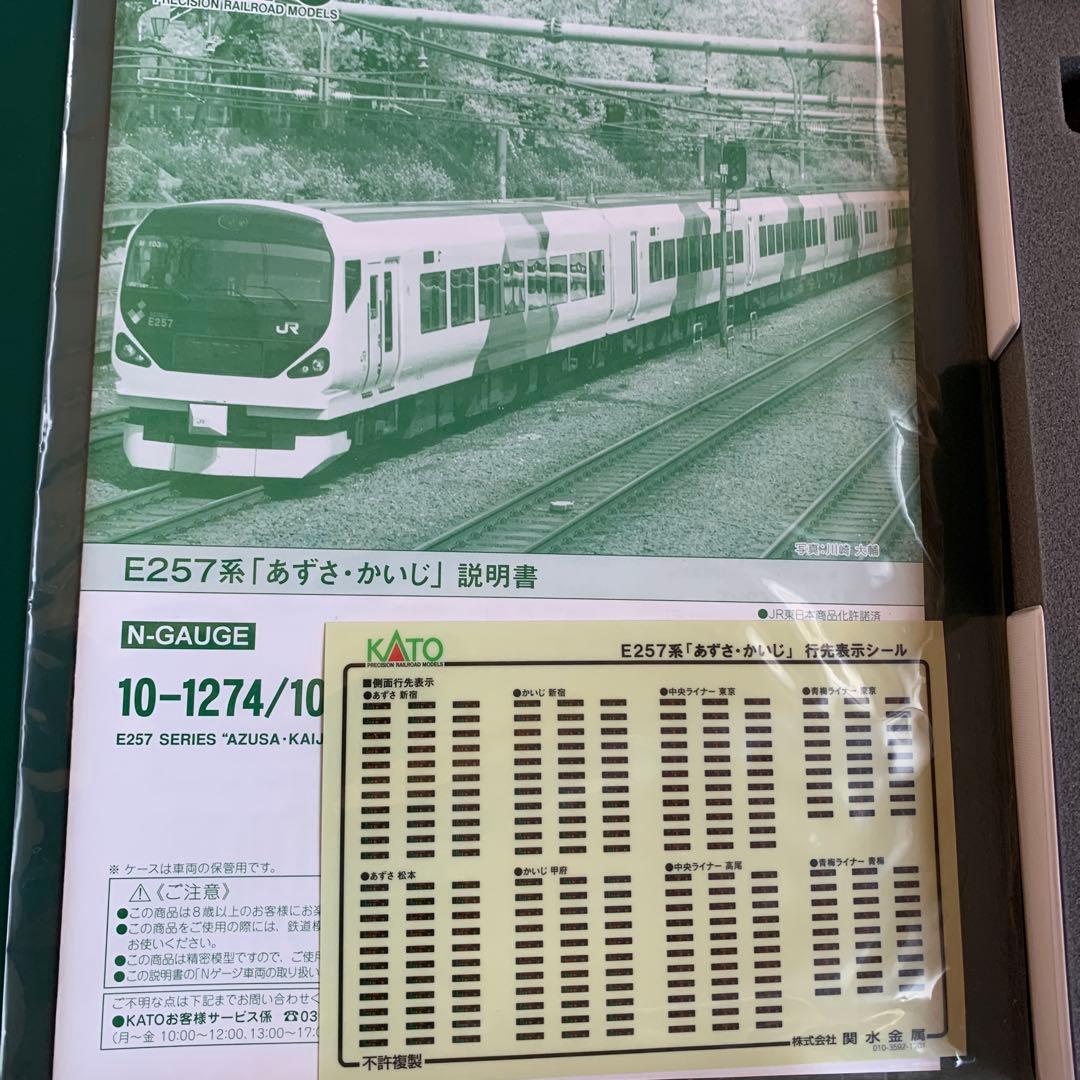 PRECISION RAILROAD MODELS
M 103
E257
JR
写真:川崎 大輔
E257系「あずさ・かいじ」説明書
●JR東日本商品化許諾済
N-GAUGE
10-1274/10
E257 SERIES "AZUSA・KAIJ
※ ケースは車両の保管用です。
⚠《ご注意》
●この商品は8歳以上のお客様にお楽
●この商品をご使用の際には、鉄道模
お使いください。
●この商品は精密模型ですので、ご使用
●この説明書の「Nゲージ車両の取り扱い
ご不明な点は下記までお問い合わせく
●KATOお客様サービス係 ☎03
(月〜金 10:00〜12:00、13:00〜17:0
KATO
PRECISION RAILROAD MODELS
E257系「あずさ・かいじ」 行先表示シール
■側面行先表示
●あずさ 新宿
●かいじ 新宿
●中央ライナー 東京
●青梅ライナー 東京
●あずさ 松本
●かいじ 甲府
●中央ライナー 高尾
●青梅ライナー 青梅
不許複製
株式会社 関水金属
010-3592-1201